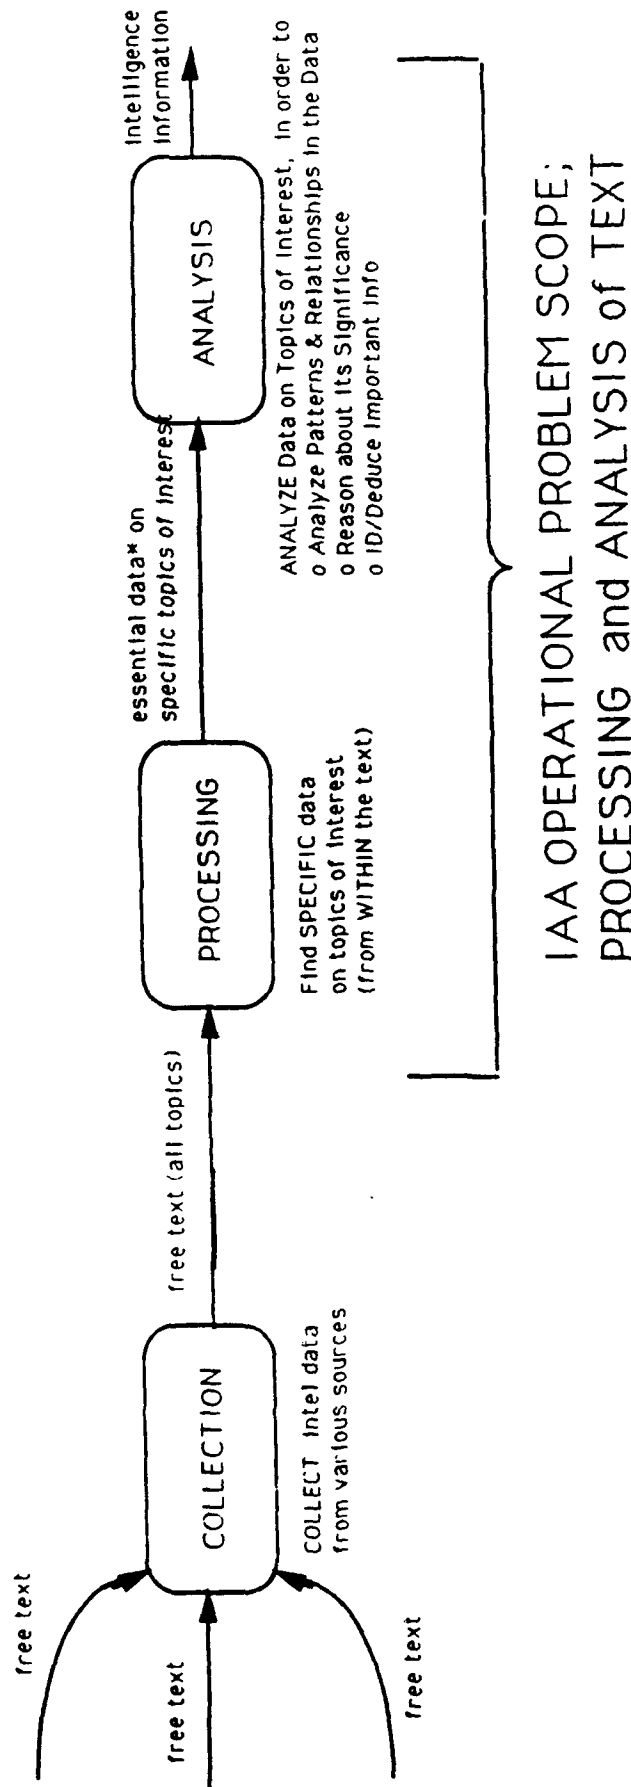 free text
free text
free text
COLLECTION
COLLECT Intel data
from various sources
free text (all topics)
PROCESSING
Find SPECIFIC data
on topics of Interest
(from WITHIN the text)
essential data* on
specific topics of Interest
ANALYSIS
ANALYZE Data on Topics of Interest, in order to
o Analyze Patterns & Relationships in the Data
o Reason about Its Significance
o ID/Deduce Important Info
Intelligence
Information
IAA OPERATIONAL PROBLEM SCOPE;
PROCESSING and ANALYSIS of TEXT